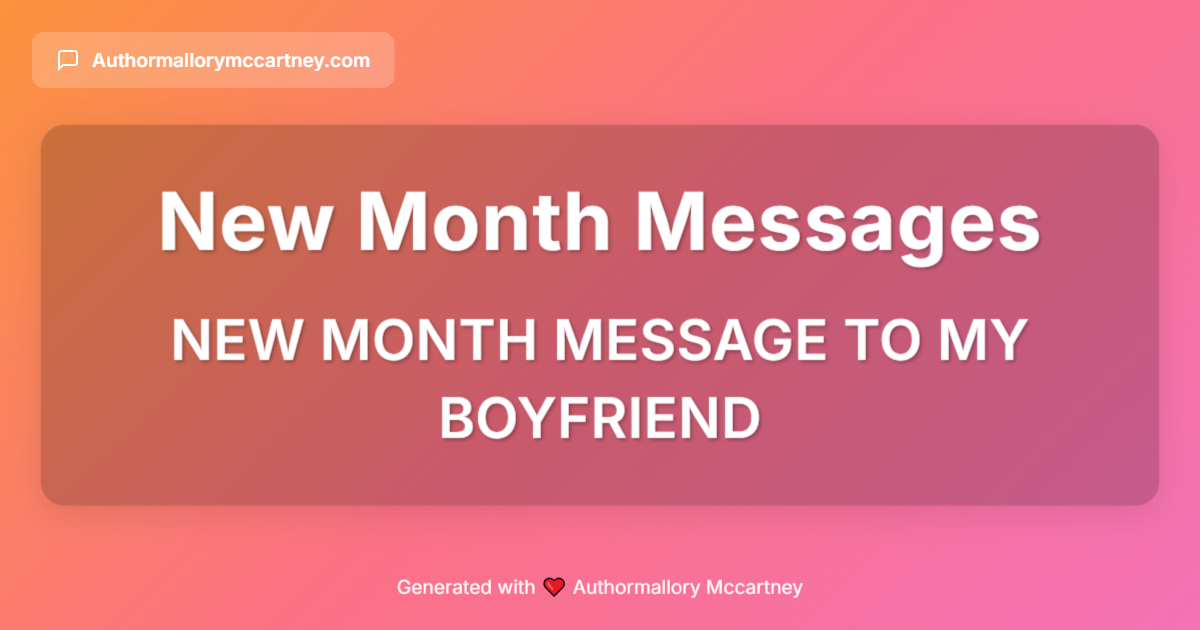 Authormallorymccartney.com
New Month Messages
NEW MONTH MESSAGE TO MY
BOYFRIEND
Generated with ❤️ Authormallory Mccartney